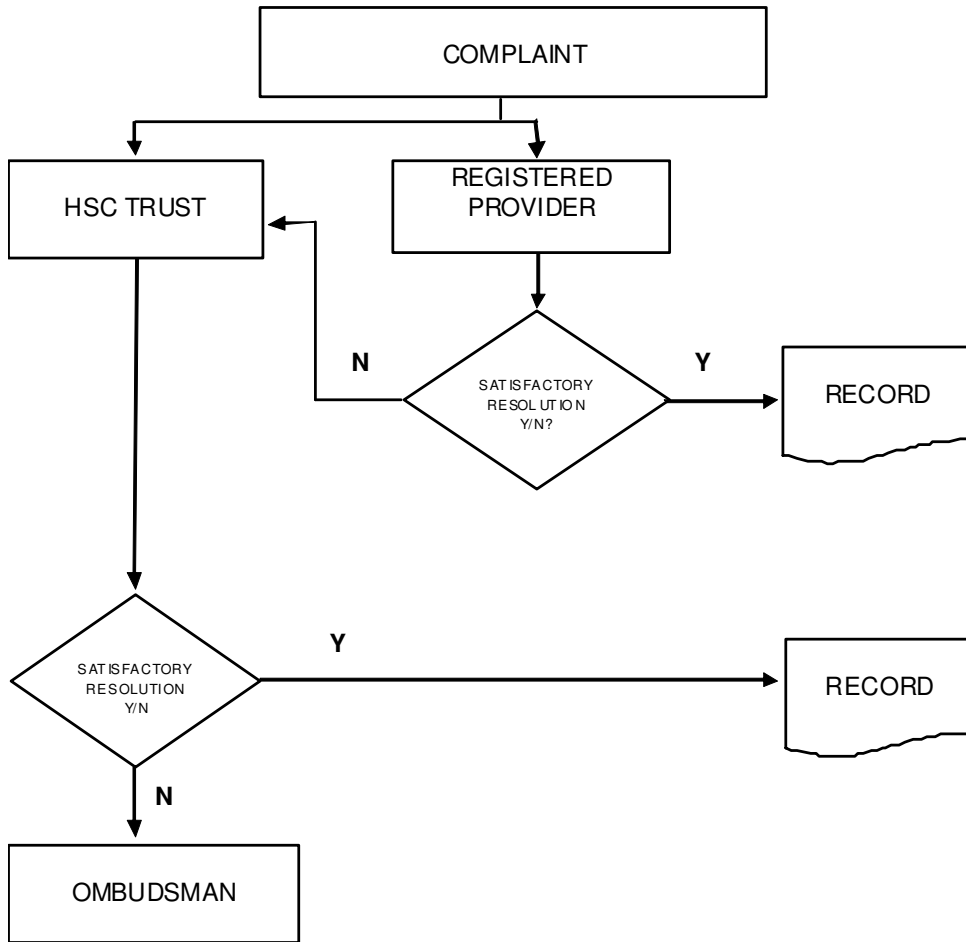 COMPLAINT
HSC TRUST
REGISTERED
PROVIDER
N
Y
SATISFACTORY
RESOLUTION
Y/N?
RECORD
Y
SATISFACTORY
RESOLUTION
Y/N
RECORD
N
OMBUDSMAN